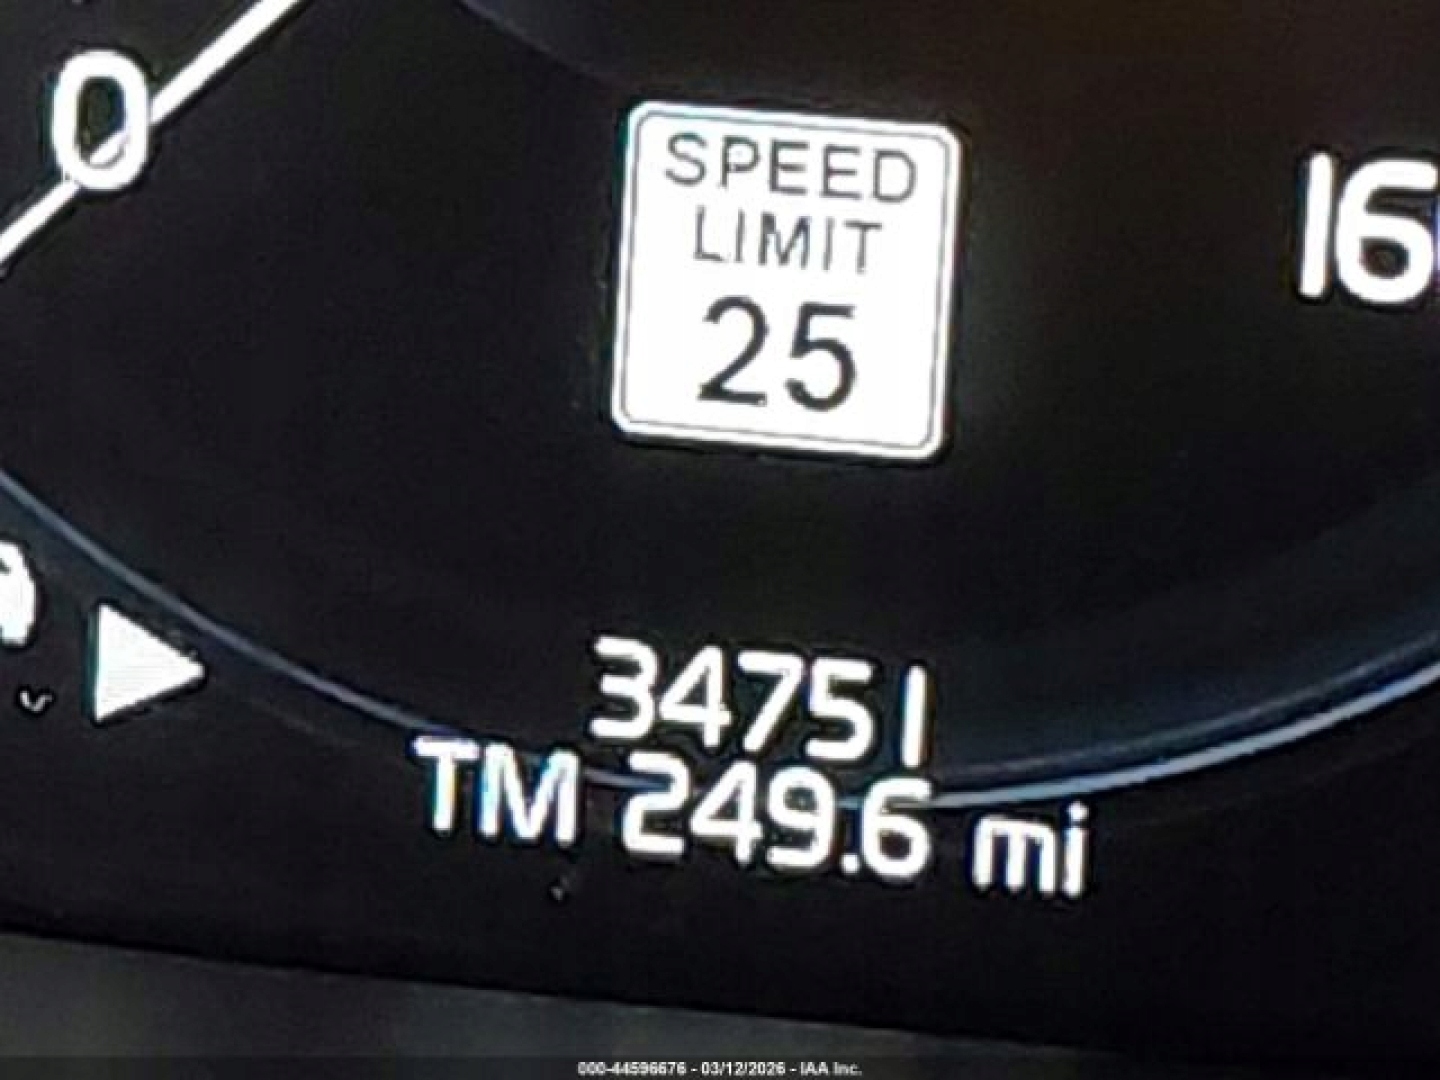 0
SPEED
LIMIT
25
16
34751
TM 249.6 mi
000-44596676 - 03/12/2026 - IAA Inc.